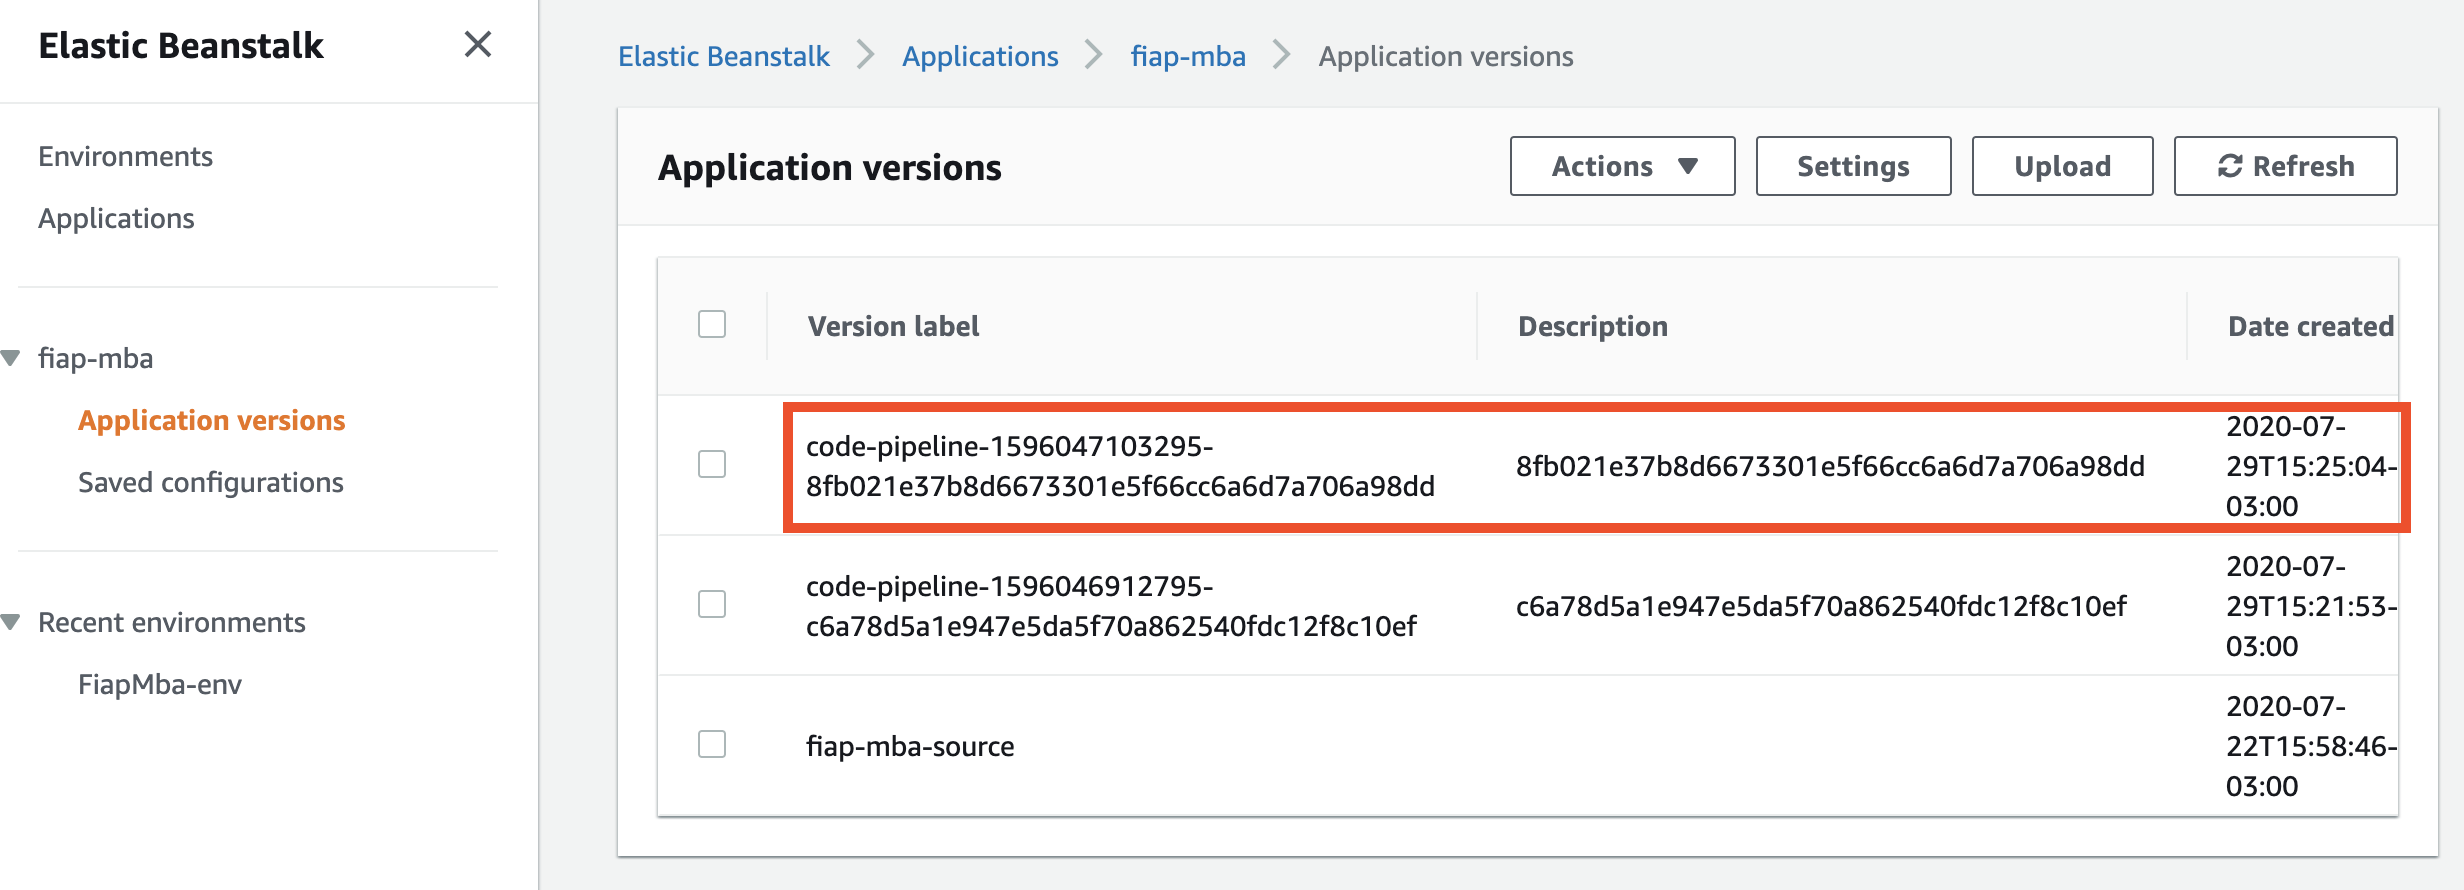 Elastic Beanstalk
Environments
Applications
fiap-mba
Application versions
Saved configurations
Recent environments
FiapMba-env
Elastic Beanstalk Applications fiap-mba Application versions
Application versions
Actions Settings Upload Refresh
Version label Description Date created
code-pipeline-1596047103295-
8fb021e37b8d6673301e5f66cc6a6d7a706a98dd
8fb021e37b8d6673301e5f66cc6a6d7a706a98dd
2020-07-
29T15:25:04-
03:00
code-pipeline-1596046912795-
c6a78d5a1e947e5da5f70a862540fdc12f8c10ef
c6a78d5a1e947e5da5f70a862540fdc12f8c10ef
2020-07-
29T15:21:53-
03:00
fiap-mba-source
2020-07-
22T15:58:46-
03:00